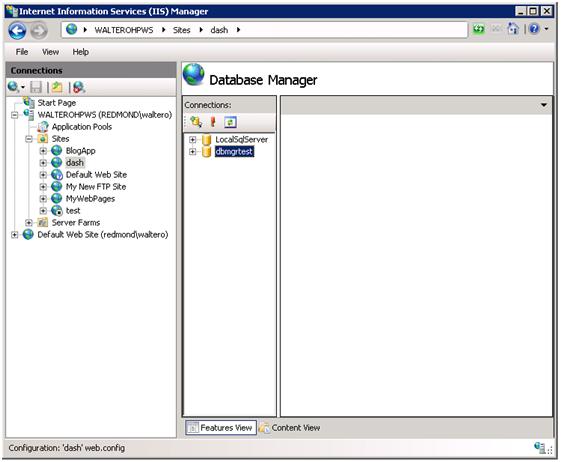 Internet Information Services (IIS) Manager
WALTEROHPWS Sites dash
File View Help
Connections
Start Page
WALTEROHPWS (REDMOND\waltero)
Application Pools
Sites
BlogApp
dash
Default Web Site
My New FTP Site
MyWebPages
test
Server Farms
Default Web Site (redmond\waltero)
Database Manager
Connections:
LocalSqlServer
dbmgrtest
Features View Content View
Configuration: 'dash' web.config